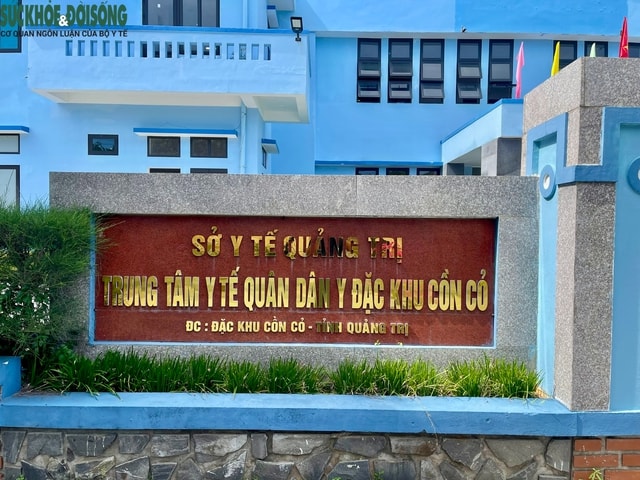 SỨC KHỎE & ĐỜI SỐNG
CƠ QUAN NGÔN LUẬN CỦA BỘ Y TẾ
SỞ Y TẾ QUẢNG TRỊ
TRUNG TÂM Y TẾ QUÂN DÂN Y ĐẶC KHU CỒN CỎ
ĐC : ĐẶC KHU CỒN CỎ - TỈNH QUẢNG TRỊ